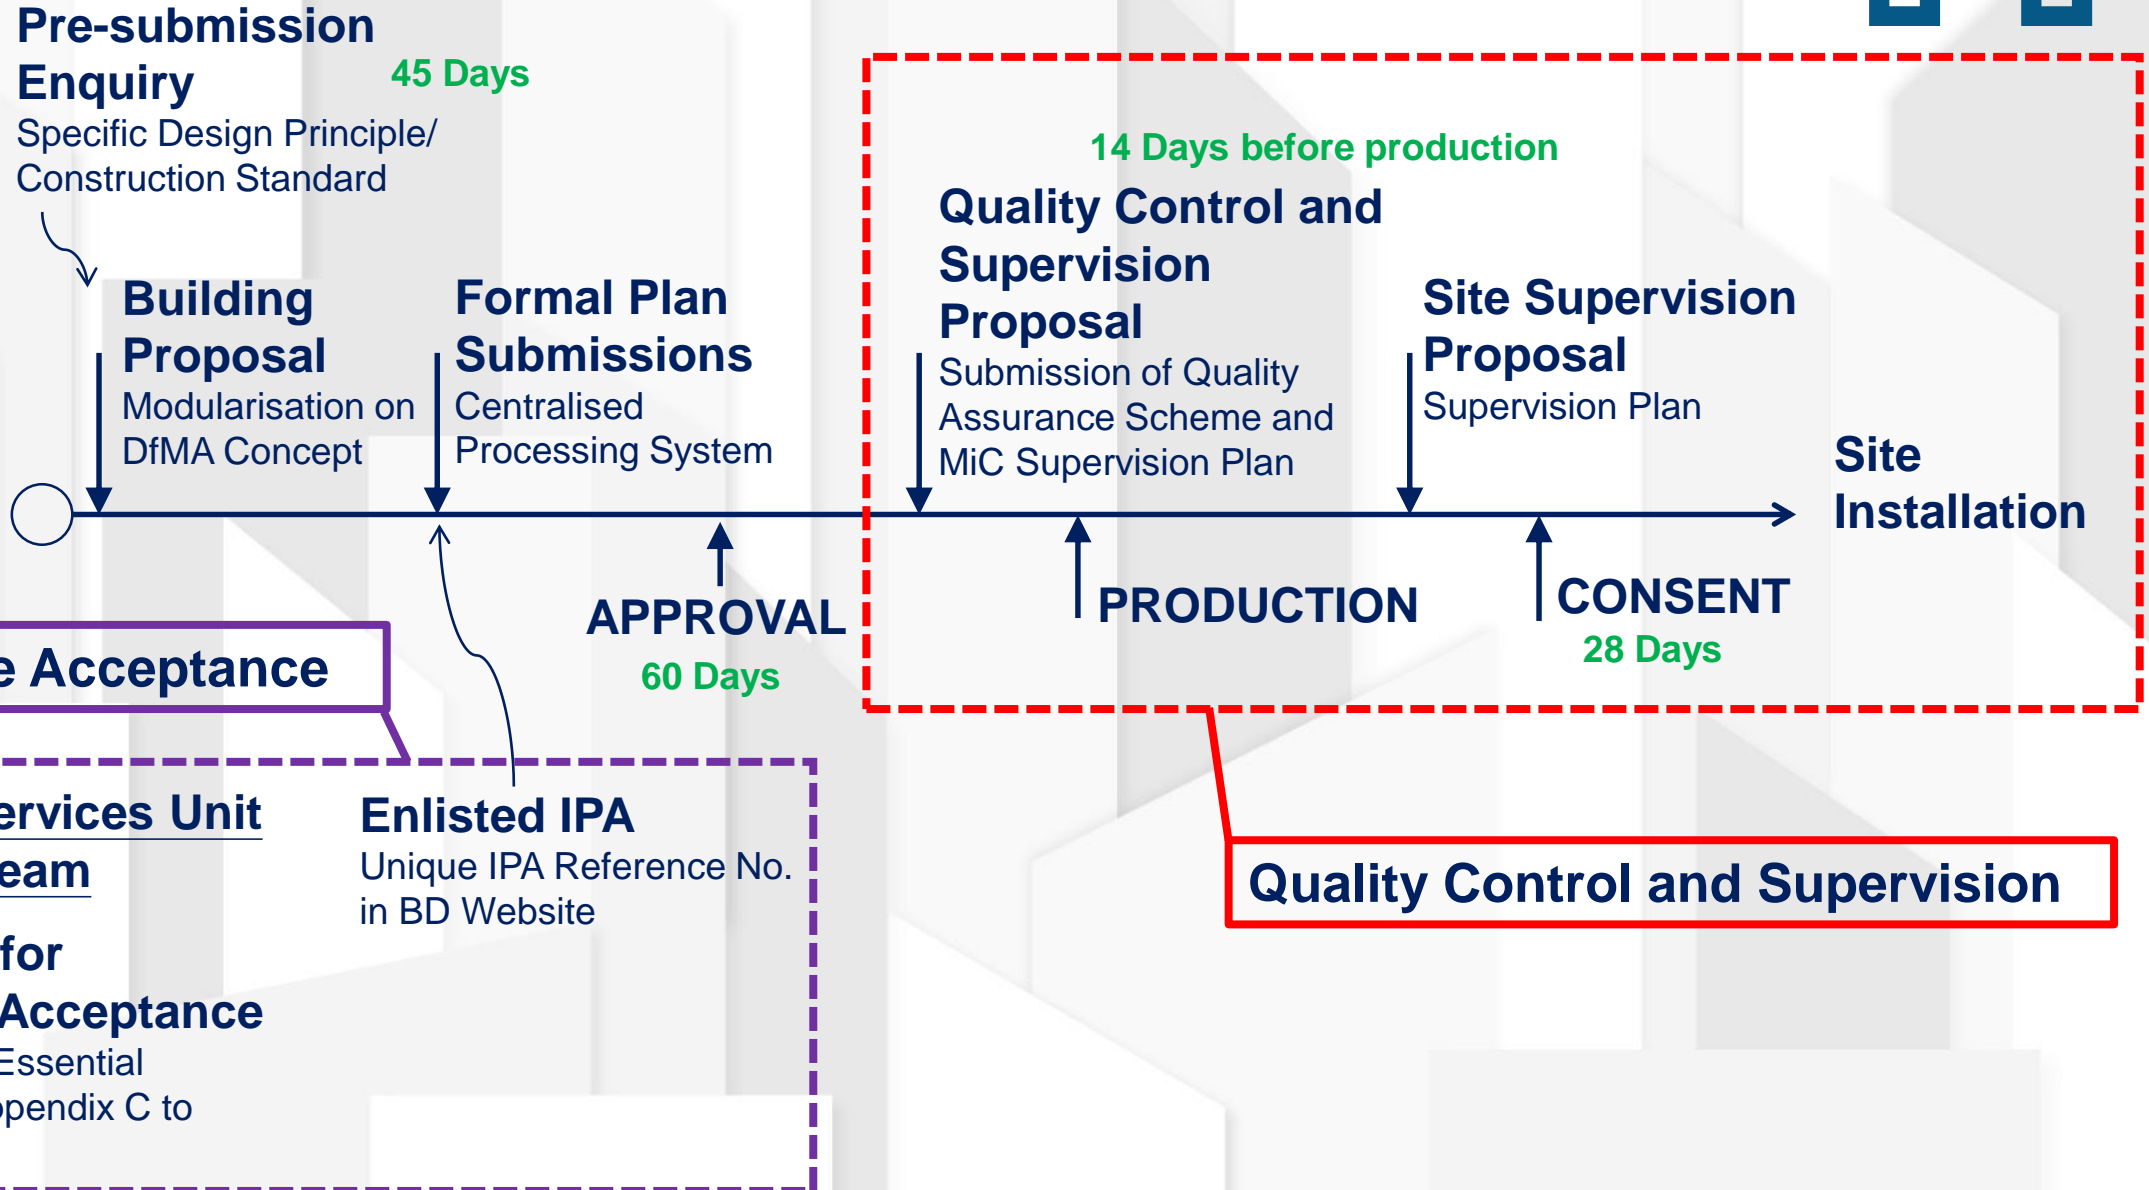 Pre-submission
Enquiry
45 Days
Specific Design Principle/
Construction Standard
14 Days before production
Quality Control and
Supervision
Proposal
Submission of Quality
Assurance Scheme and
MiC Supervision Plan
Building
Proposal
Modularisation on
DfMA Concept
Formal Plan
Submissions
Centralised
Processing System
Site Supervision
Proposal
Supervision Plan
Site
Installation
APPROVAL
60 Days
PRODUCTION
CONSENT
28 Days
Acceptance
Unit
Enlisted IPA
Unique IPA Reference No.
in BD Website
for
Acceptance
Essential
C to
Quality Control and Supervision